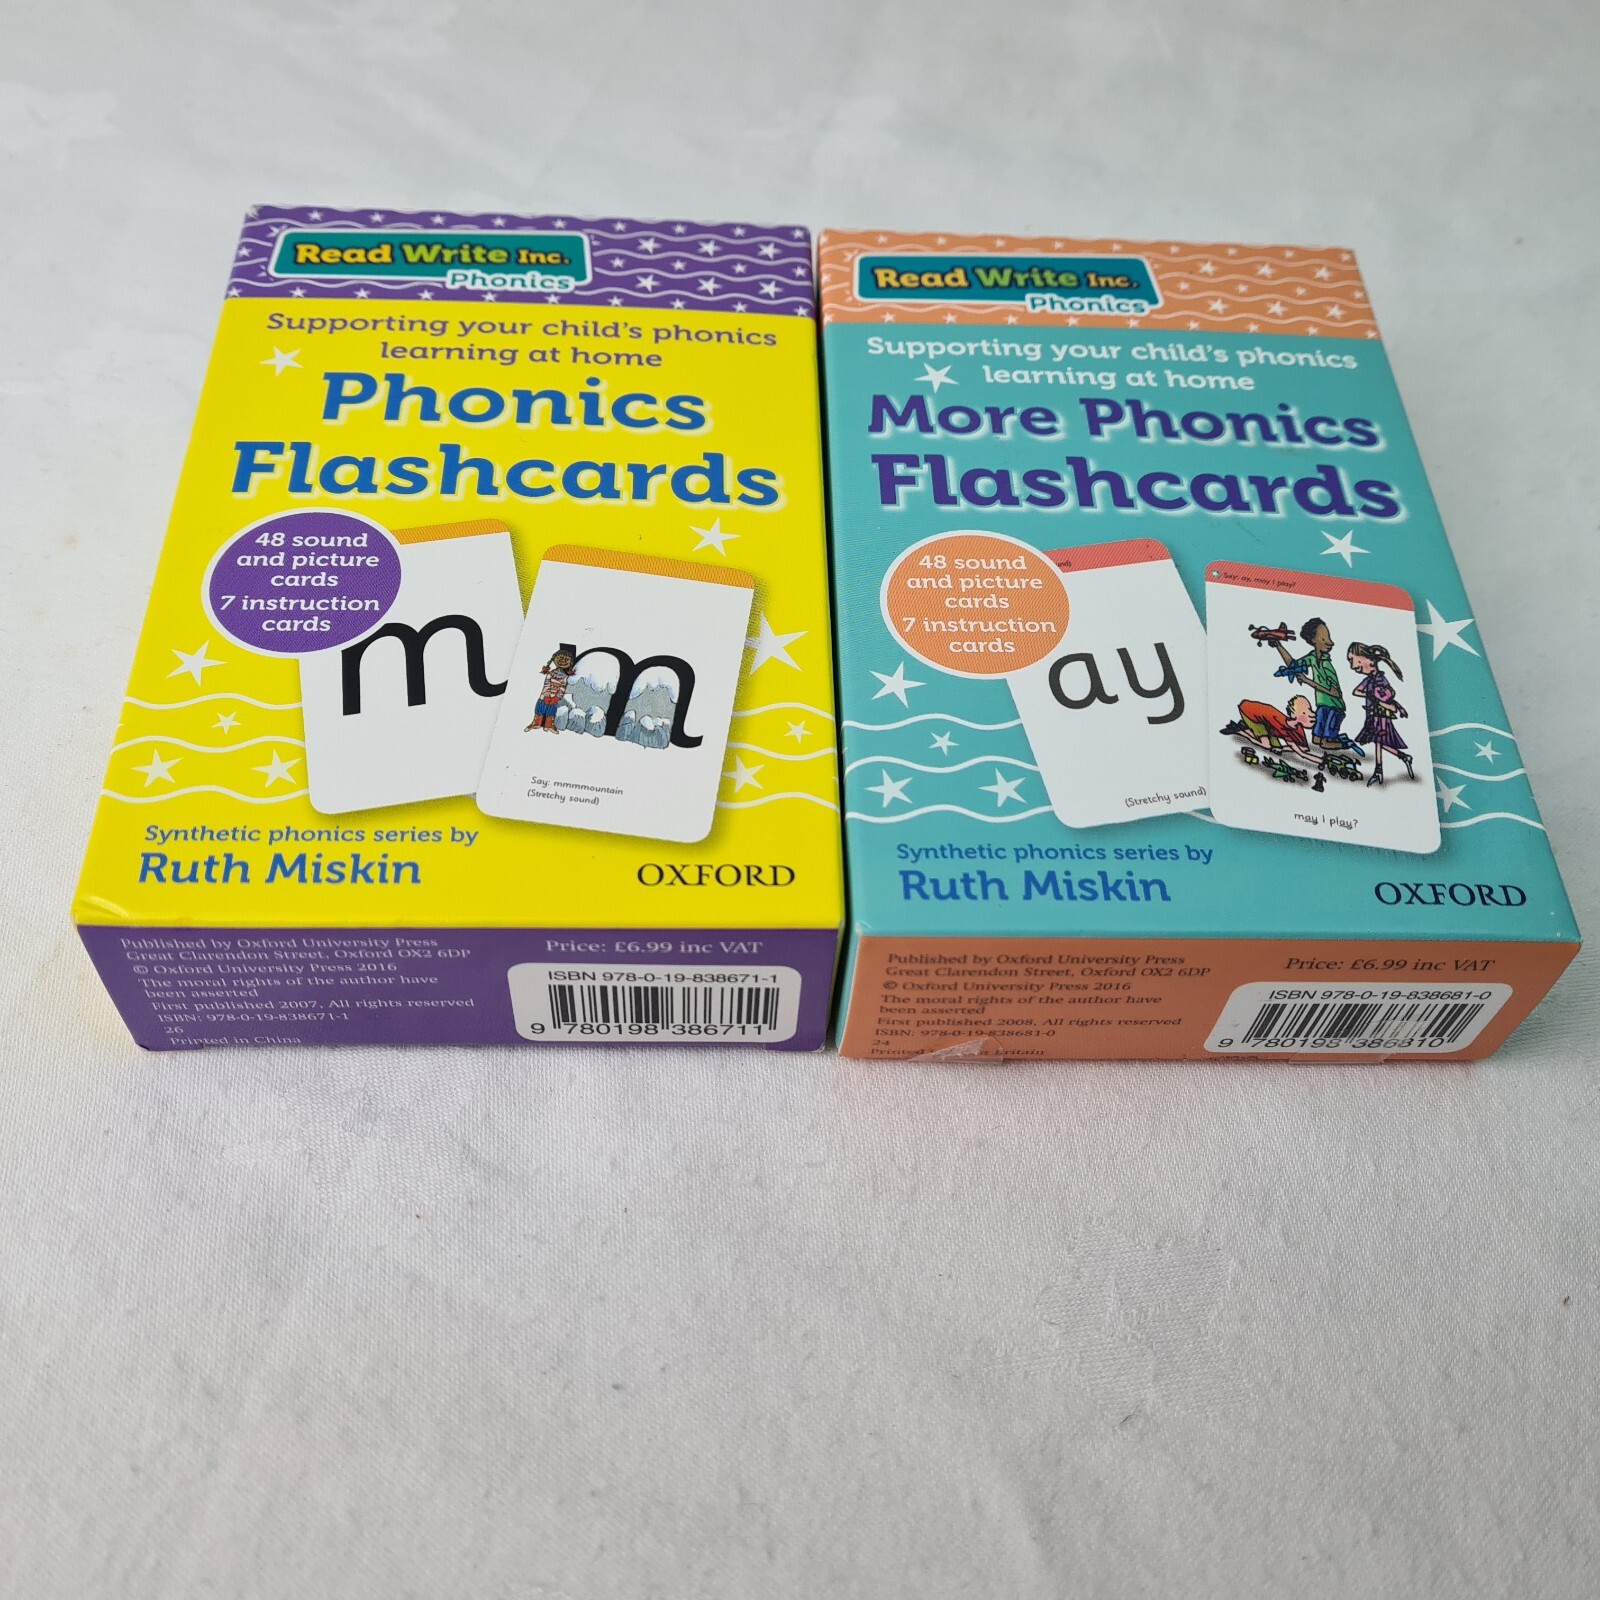 Read Write Inc.
Phonics
Supporting your child's phonics
learning at home
Phonics
Flashcards
48 sound
and picture
cards
7 instruction
cards
m
m
Say: mmmmountain
(Stretchy sound)
Synthetic phonics series by
Ruth Miskin
OXFORD
Published by Oxford University Press
Great Clarendon Street, Oxford OX2 6DP
© Oxford University Press 2016
The moral rights of the author have
been asserted
First published 2007, All rights reserved
ISBN: 978-0-19-838671-1
26
Printed in China
Price: £6.99 inc VAT
ISBN 978-0-19-838671-1
9 780198 386711
Read Write Inc.
Phonics
Supporting your child's phonics
learning at home
More Phonics
Flashcards
48 sound
and picture
cards
7 instruction
cards
ay
(Stretchy sound)
Say: ay, may I play?
may I play?
Synthetic phonics series by
Ruth Miskin
OXFORD
Published by Oxford University Press
Great Clarendon Street, Oxford OX2 6DP
© Oxford University Press 2016
The moral rights of the author have
been asserted
First published 2008, All rights reserved
ISBN: 978-0-19-838681-0
24
Printed Britain
Price: £6.99 inc VAT
ISBN 978-0-19-838681-0
9 780198 386810